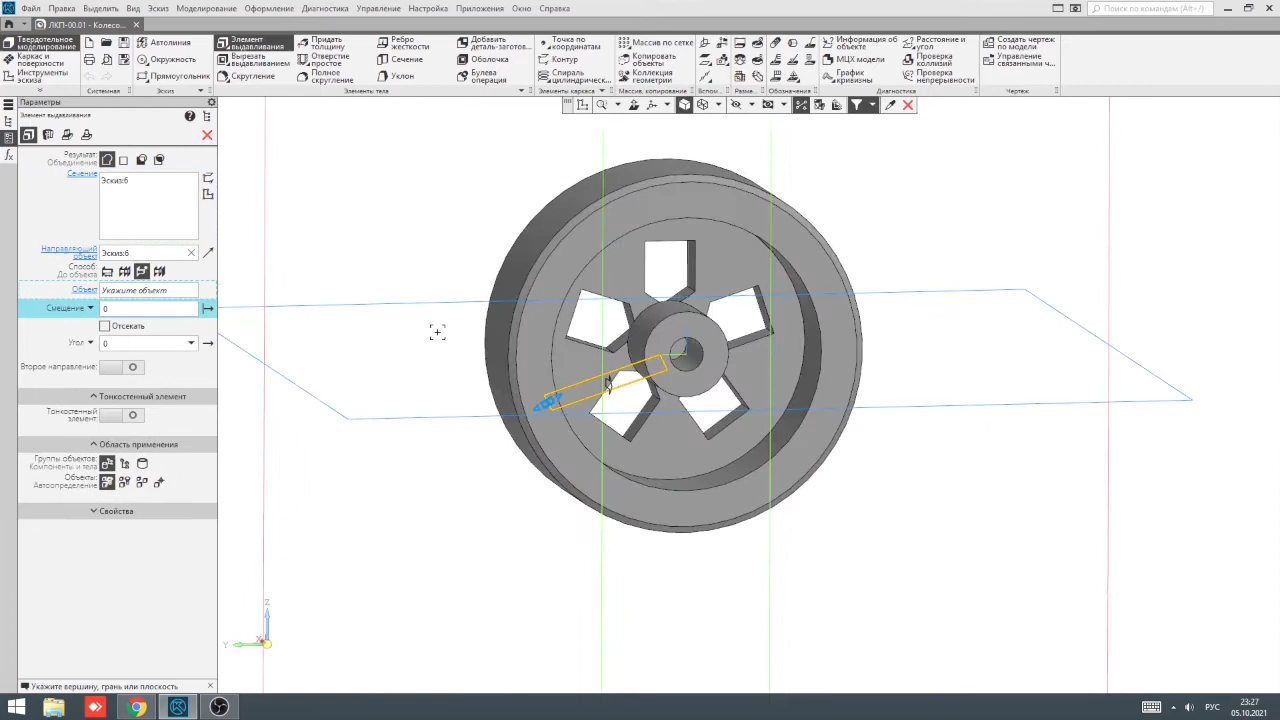 Файл Правка Выделить Вид Эскиз Моделирование Оформление Диагностика Управление Настройка Приложения Окно Справка
Поиск по командам (Alt+/)
ЛКП-00.01 - Колесо...
Твердотельное моделирование
Каркас и поверхности
Инструменты эскиза
Системная
Автолиния
Окружность
Прямоугольник
Эскиз
Элемент выдавливания
Вырезать выдавливанием
Скругление
Придать толщину
Отверстие простое
Полное скругление
Ребро жесткости
Сечение
Уклон
Добавить деталь-загото...
Оболочка
Булева операция
Элементы тела
Точка по координатам
Контур
Спираль цилиндрическ...
Элементы каркаса
Массив по сетке
Копировать объекты
Коллекция геометрии
Массив, копирование
Вспом...
Разме...
Обозначения
Информация об объекте
МЦХ модели
График кривизны
Расстояние и угол
Проверка коллизий
Проверка непрерывности
Диагностика
Создать чертеж по модели
Управление связанными ч...
Чертеж
Параметры
Элемент выдавливания
Результат:
Объединение
Сечение
Эскиз:6
Направляющий объект
Эскиз:6
Способ:
До объекта
Объект
Укажите объект
Смещение
0
Отсекать
Угол
0
Второе направление:
Тонкостенный элемент
Тонкостенный элемент:
Область применения
Группы объектов:
Компоненты и тела
Объекты:
Автоопределение
Свойства
Z
X
Y
Укажите вершину, грань или плоскость
РУС
23:27
05.10.2021